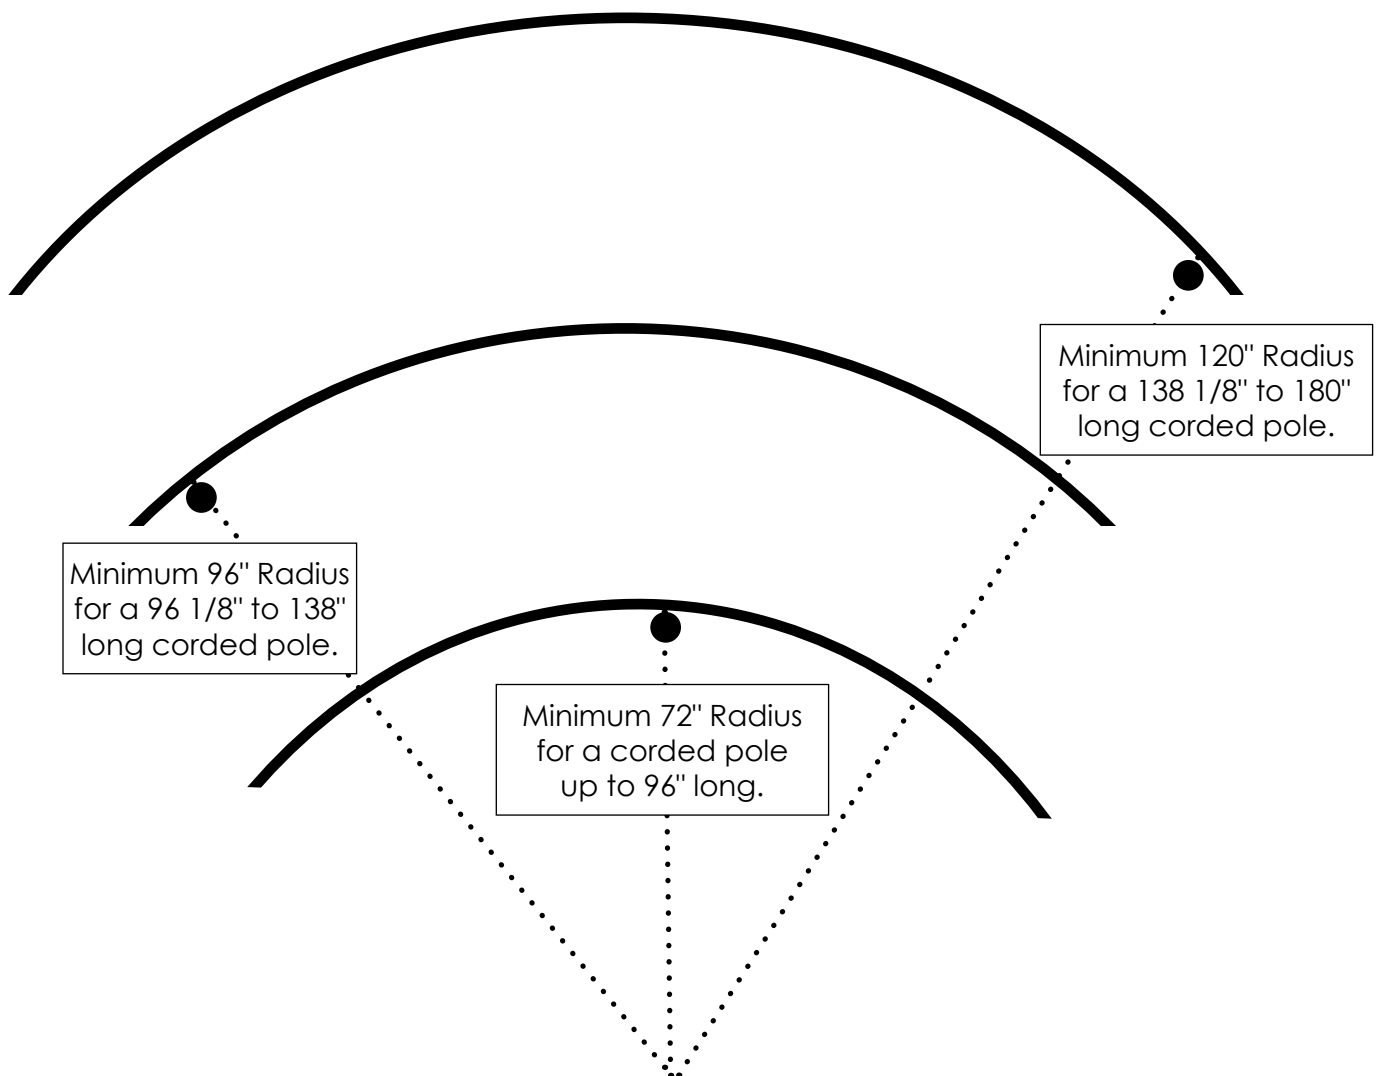 Minimum 120" Radius
for a 138 1/8" to 180"
long corded pole.
Minimum 96" Radius
for a 96 1/8" to 138"
long corded pole.
Minimum 72" Radius
for a corded pole
up to 96" long.